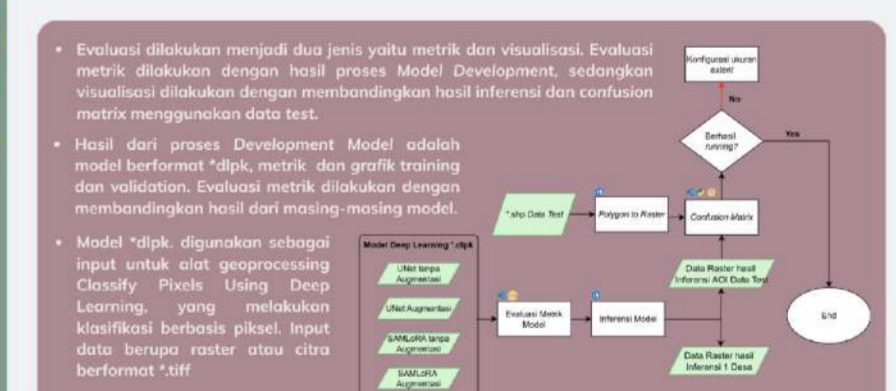 • Evaluasi dilakukan menjadi dua jenis yaitu metrik dan visualisasi. Evaluasi
metrik dilakukan dengan hasil proses Model Development, sedangkan
visualisasi dilakukan dengan membandingkan hasil inferensi dan confusion
matrix menggunakan data test.
• Hasil dari proses Development Model adalah
model berformat *dlpk, metrik dan grafik training
dan validation. Evaluasi metrik dilakukan dengan
membandingkan hasil dari masing-masing model.
• Model *dlpk. digunakan sebagai
input untuk alat geoprocessing
Classify Pixels Using Deep
Learning, yang melakukan
klasifikasi berbasis piksel. Input
data berupa raster atau citra
berformat *.tiff
Konfigurasi ukuran
extent
No
Berhasil
running?
Yes
*.shp Data Test
Polygon to Raster
Confusion Matrix
Model Deep Learning *.dlpk
UNet tanpa
Augmentasi
UNet Augmentasi
SAMLoRA tanpa
Augmentasi
SAMLoRA
Augmentasi
Evaluasi Metrik
Model
Inferensi Model
Data Raster hasil
Inferensi AOI Data Test
Data Raster hasil
Inferensi 1 Desa
End